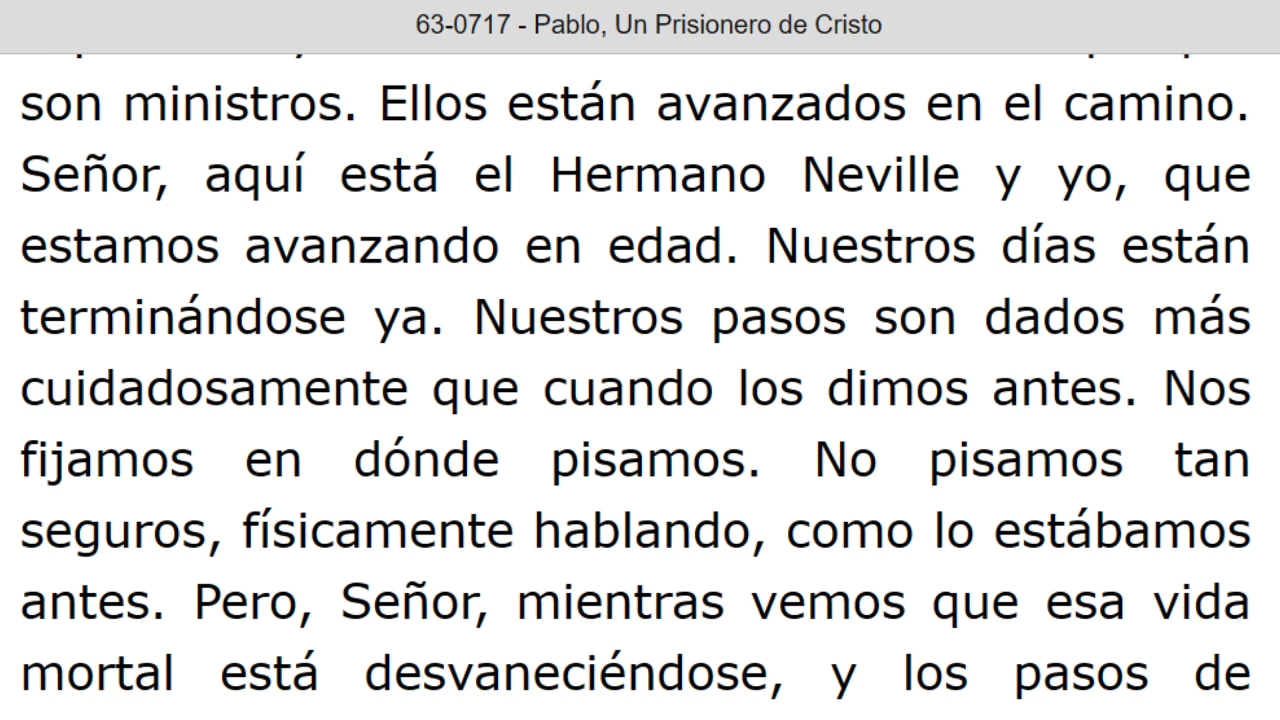 63-0717 - Pablo, Un Prisionero de Cristo
son ministros. Ellos están avanzados en el camino.
Señor, aquí está el Hermano Neville y yo, que
estamos avanzando en edad. Nuestros días están
terminándose ya. Nuestros pasos son dados más
cuidadosamente que cuando los dimos antes. Nos
fijamos en dónde pisamos. No pisamos tan
seguros, físicamente hablando, como lo estábamos
antes. Pero, Señor, mientras vemos que esa vida
mortal está desvaneciéndose, y los pasos de